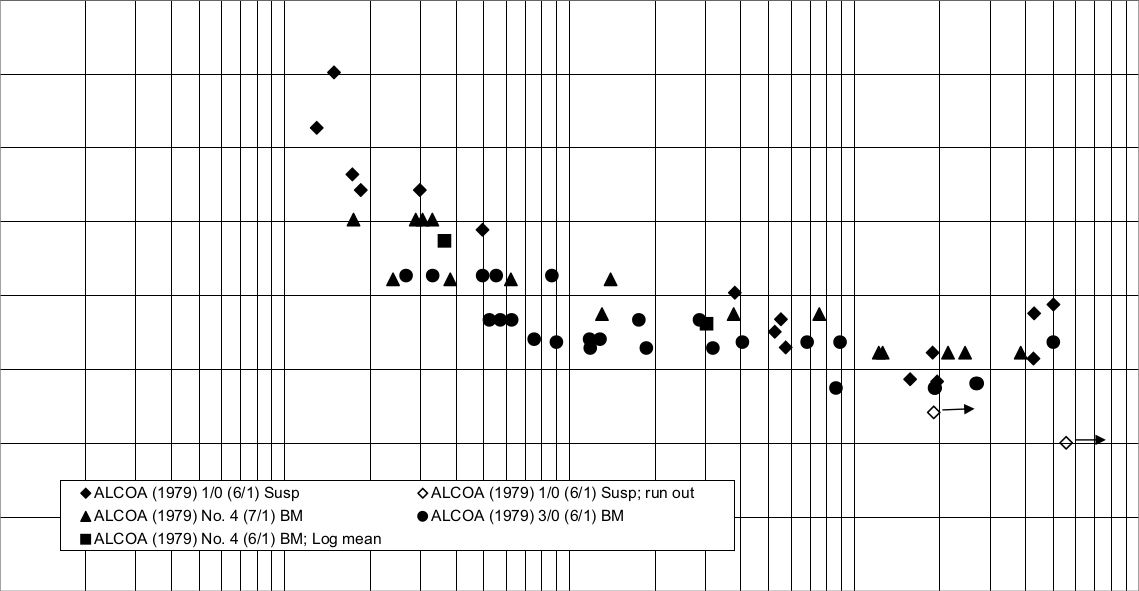 ALCOA (1979) 1/0 (6/1) Susp
ALCOA (1979) 1/0 (6/1) Susp; run out
ALCOA (1979) No. 4 (7/1) BM
ALCOA (1979) 3/0 (6/1) BM
ALCOA (1979) No. 4 (6/1) BM; Log mean